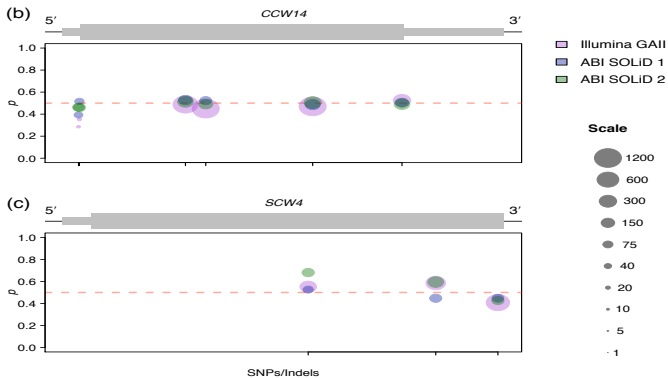 (b)
CCW14
5′ 3′
1.0
0.8
0.6
0.4
0.2
0.0
p
Illumina GAII
ABI SOLiD 1
ABI SOLiD 2
Scale
1200
600
300
150
75
40
20
10
5
1
(c)
SCW4
5′ 3′
1.0
0.8
0.6
0.4
0.2
0.0
p
SNPs/Indels